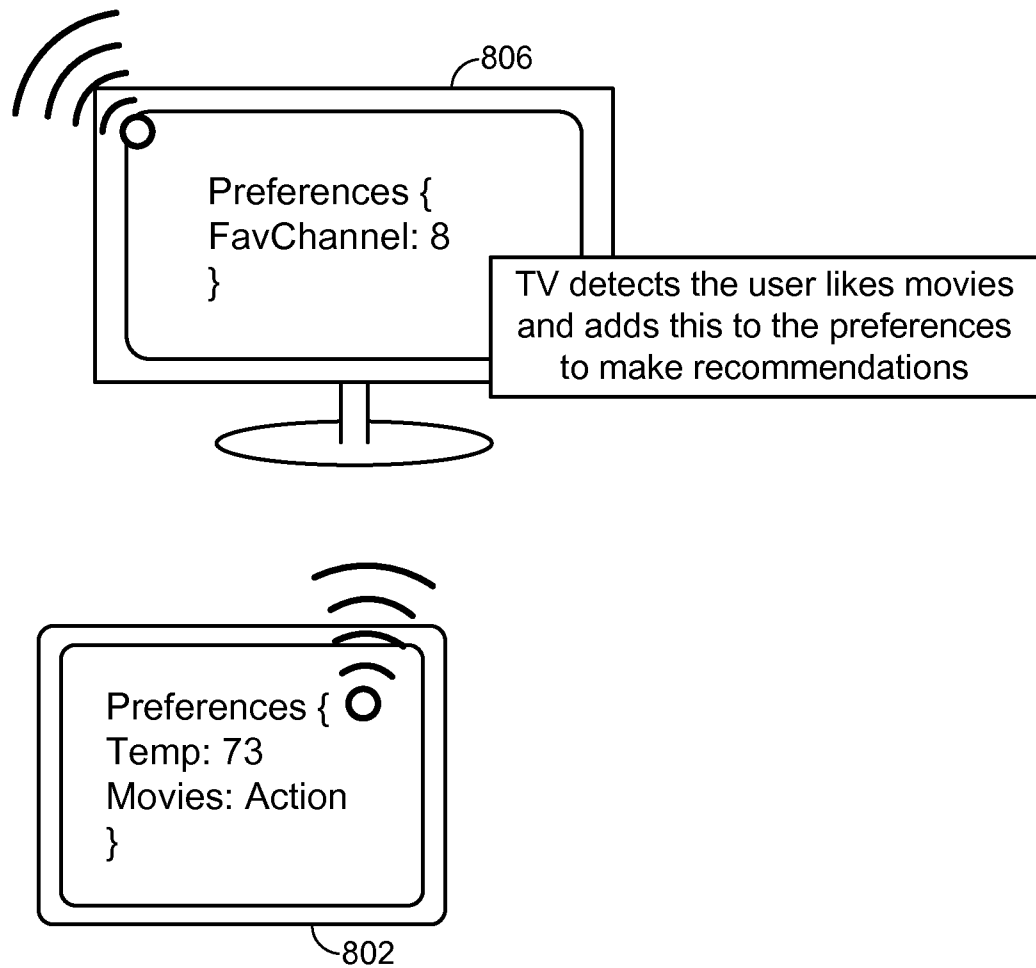 806
Preferences {
FavChannel: 8
}
TV detects the user likes movies
and adds this to the preferences
to make recommendations
Preferences {
Temp: 73
Movies: Action
}
802